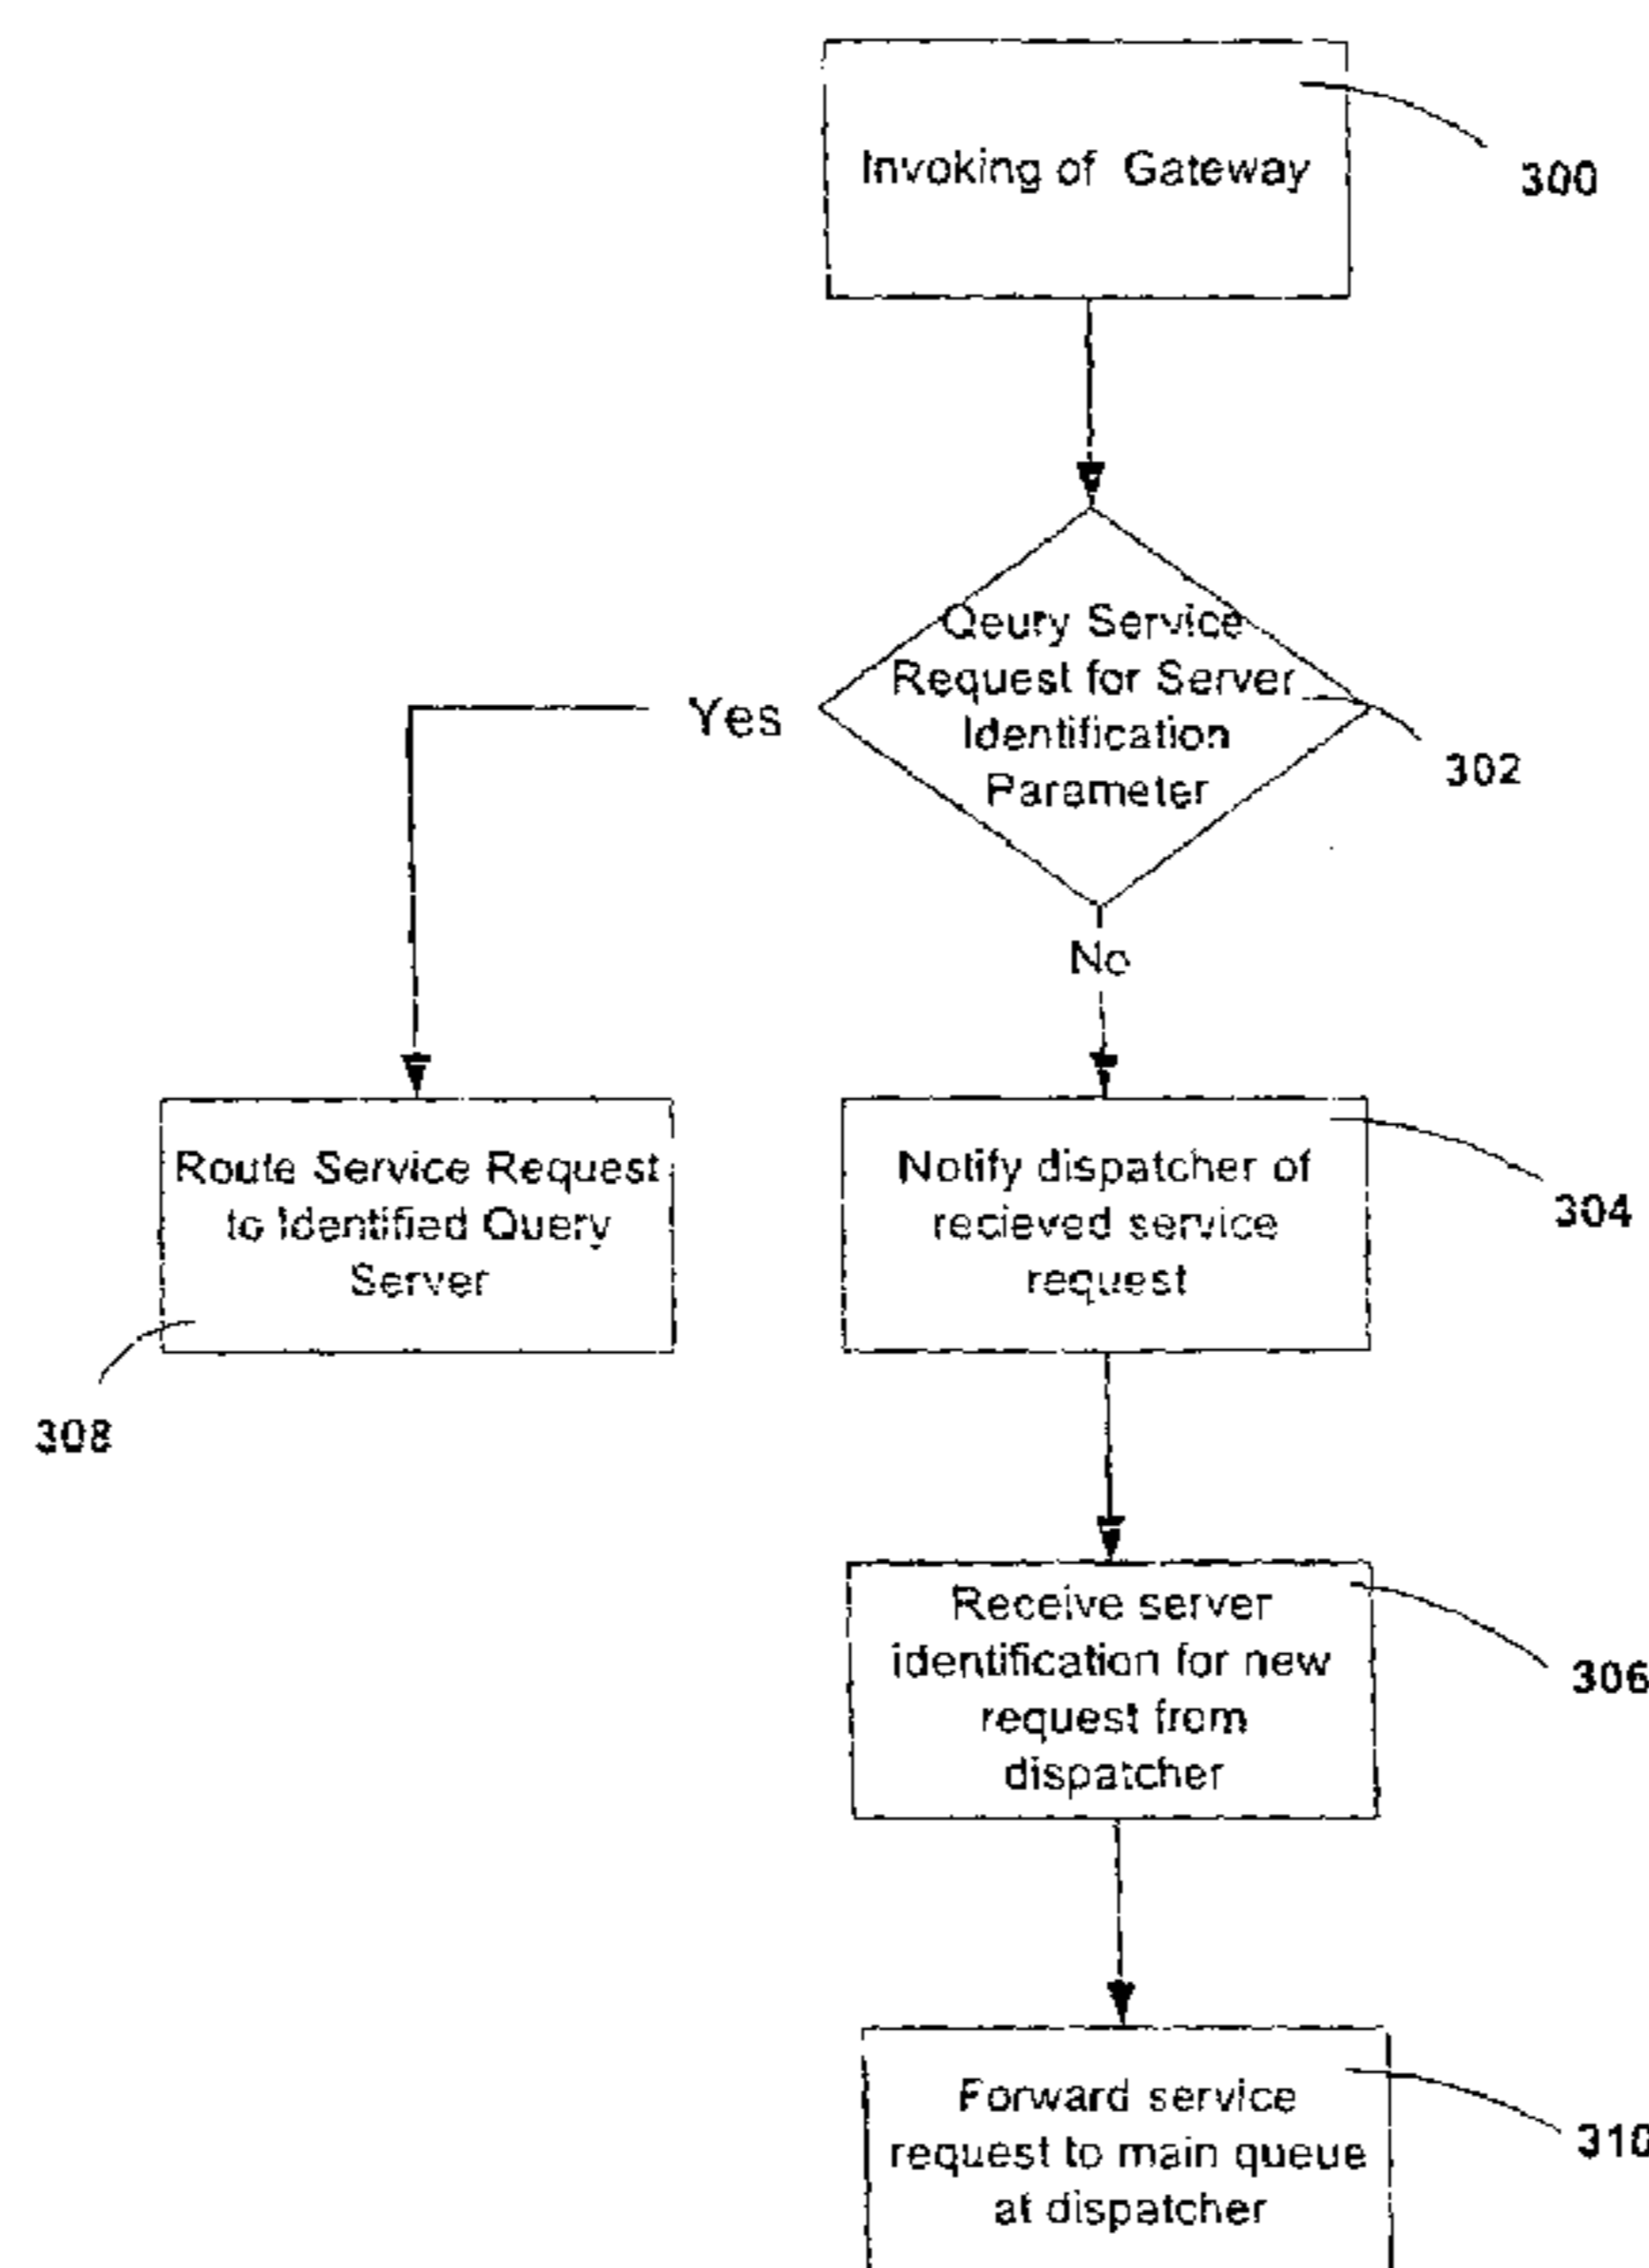 Invoking of Gateway
300
Qeury Service
Request for Server
Identification
Parameter
302
Yes
No
Route Service Request
to Identified Query
Server
308
Notify dispatcher of
recieved service
request
304
Receive server
identification for new
request from
dispatcher
306
Forward service
request to main queue
at dispatcher
310